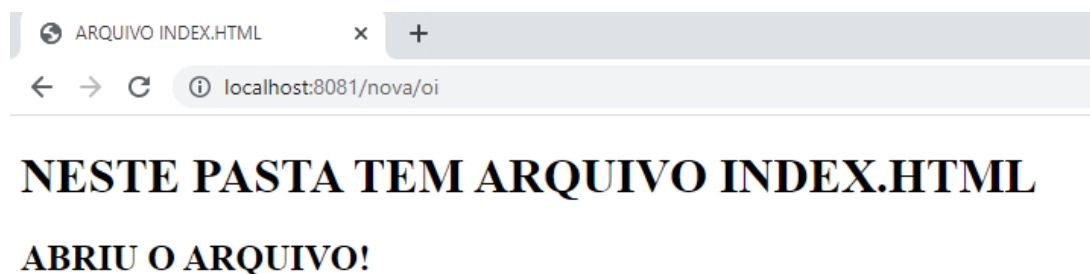 ARQUIVO INDEX.HTML
localhost:8081/nova/oi
NESTE PASTA TEM ARQUIVO INDEX.HTML
ABRIU O ARQUIVO!